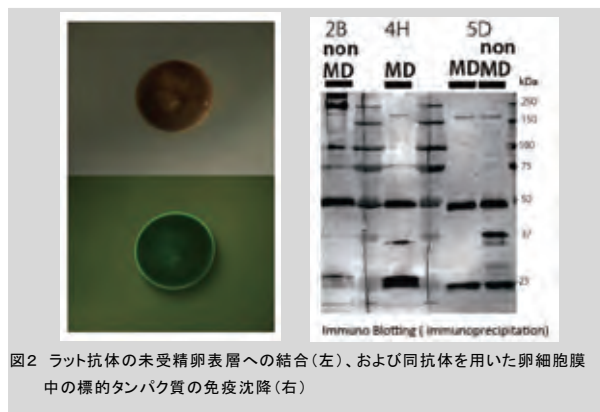 2B 4H 5D
non non
MD MD MD MD
kDa
250
150
100
75
50
37
25
Immuno Blotting ( immunoprecipitation)
図2 ラット抗体の未受精卵表層への結合(左)、および同抗体を用いた卵細胞膜
中の標的タンパク質の免疫沈降(右)